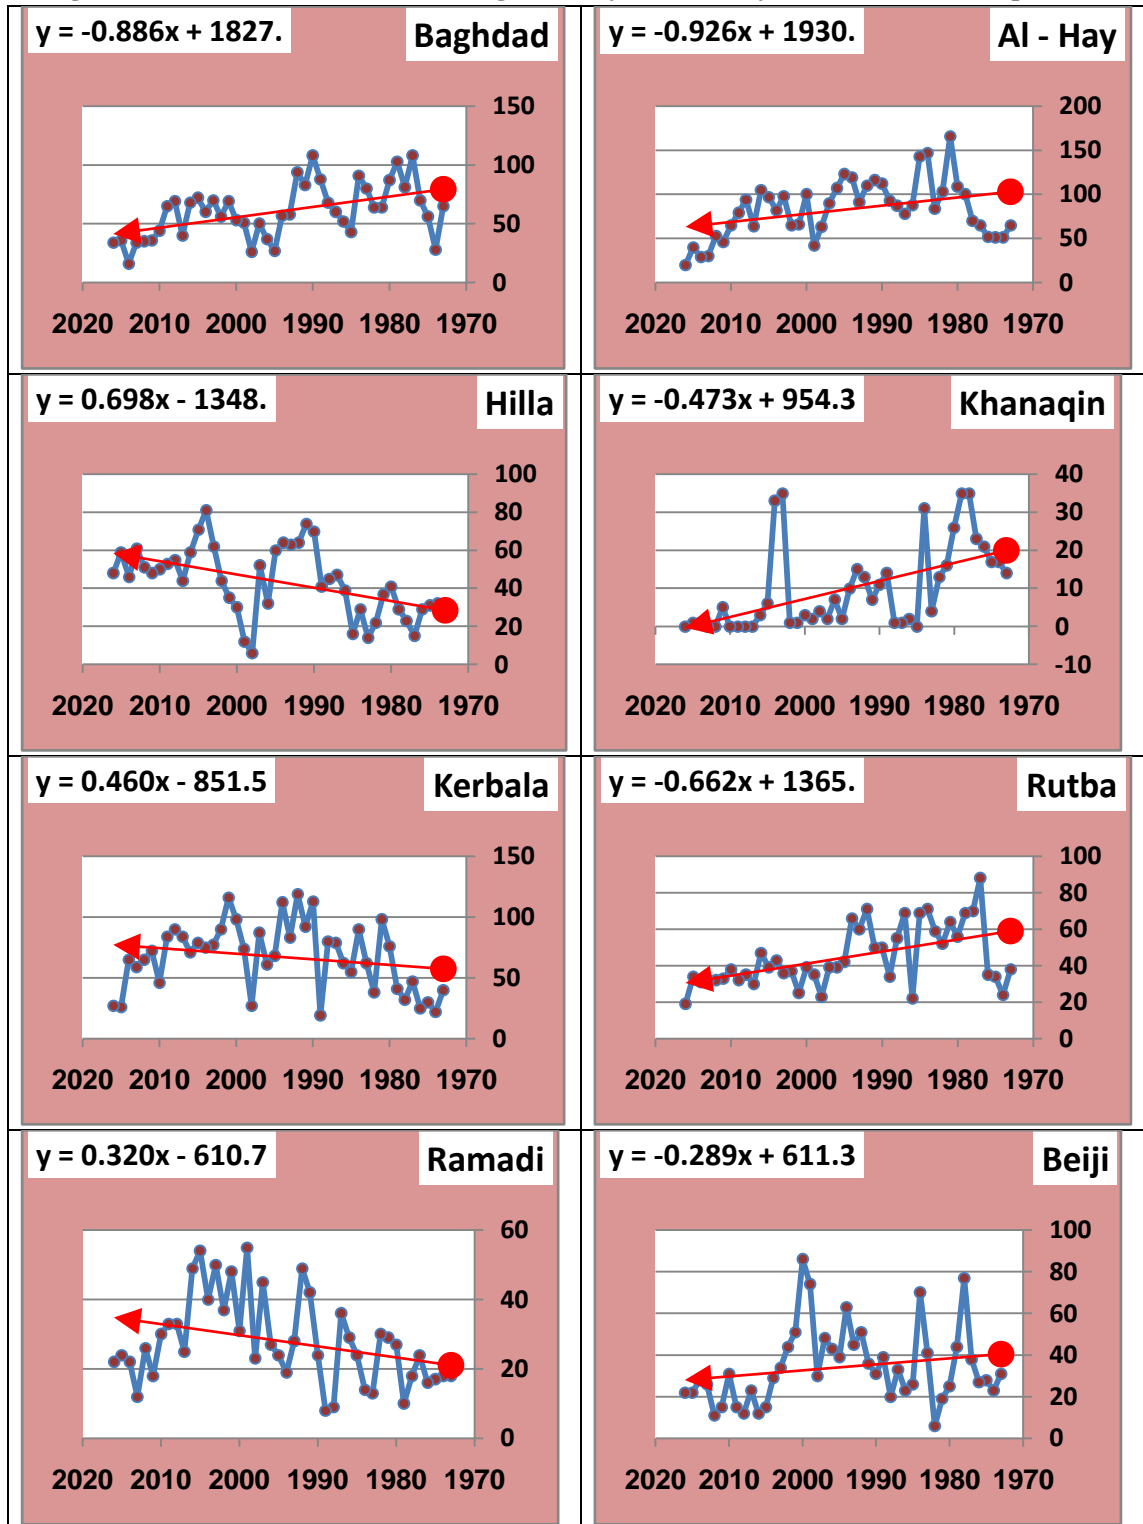 y = -0.886x + 1827.
Baghdad
150
100
50
0
2020 2010 2000 1990 1980 1970
y = -0.926x + 1930.
Al - Hay
200
150
100
50
0
2020 2010 2000 1990 1980 1970
y = 0.698x - 1348.
Hilla
100
80
60
40
20
0
2020 2010 2000 1990 1980 1970
y = -0.473x + 954.3
Khanaqin
40
30
20
10
0
-10
2020 2010 2000 1990 1980 1970
y = 0.460x - 851.5
Kerbala
150
100
50
0
2020 2010 2000 1990 1980 1970
y = -0.662x + 1365.
Rutba
100
80
60
40
20
0
2020 2010 2000 1990 1980 1970
y = 0.320x - 610.7
Ramadi
60
40
20
0
2020 2010 2000 1990 1980 1970
y = -0.289x + 611.3
Beiji
100
80
60
40
20
0
2020 2010 2000 1990 1980 1970